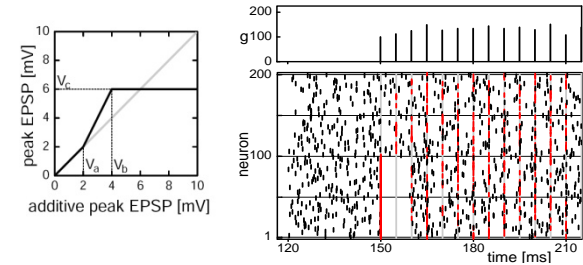 peak EPSP [mV]
10
8
6
4
2
0
V_c
V_a
V_b
0 2 4 6 8 10
additive peak EPSP [mV]
g
200
100
0
neuron
200
100
1
120 150 180 210
time [ms]